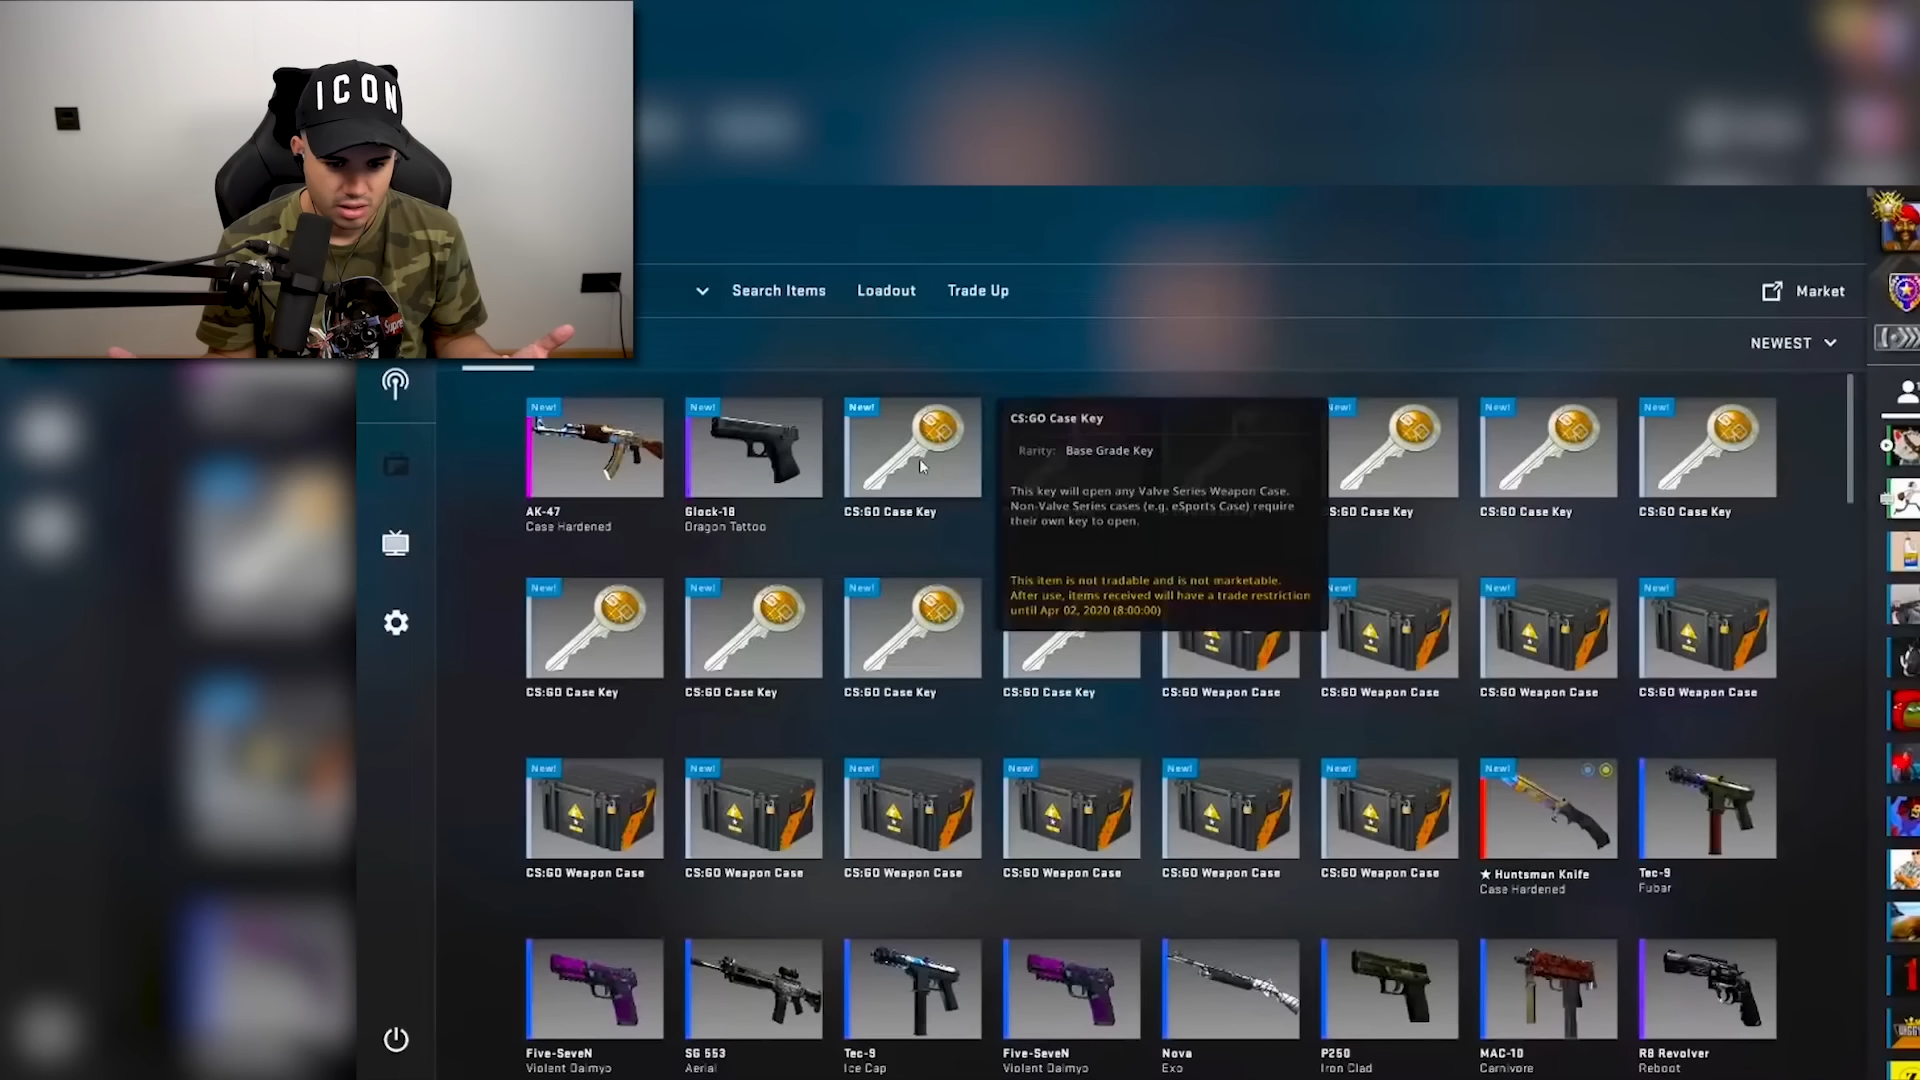 ICON
Supre
Search Items
Loadout
Trade Up
Market
NEWEST
New!
New!
New!
New!
New!
New!
AK-47
Case Hardened
Glock-18
Dragon Tattoo
CS:GO Case Key
CS:GO Case Key
Rarity: Base Grade Key
This key will open any Valve Series Weapon Case.
Non-Valve Series cases (e.g. eSports Case) require
their own key to open.
This item is not tradable and is not marketable.
After use, items received will have a trade restriction
until Apr 02, 2020 (8:00:00)
S:GO Case Key
CS:GO Case Key
CS:GO Case Key
New!
New!
New!
New!
New!
New!
CS:GO Case Key
CS:GO Case Key
CS:GO Case Key
CS:GO Case Key
CS:GO Weapon Case
CS:GO Weapon Case
CS:GO Weapon Case
CS:GO Weapon Case
New!
New!
New!
New!
New!
New!
New!
CS:GO Weapon Case
CS:GO Weapon Case
CS:GO Weapon Case
CS:GO Weapon Case
CS:GO Weapon Case
CS:GO Weapon Case
★ Huntsman Knife
Case Hardened
Tec-9
Fubar
Five-SeveN
Violent Daimyo
SG 553
Aerial
Tec-9
Ice Cap
Five-SeveN
Violent Daimyo
Nova
Exo
P250
Iron Clad
MAC-10
Carnivore
R8 Revolver
Reboot